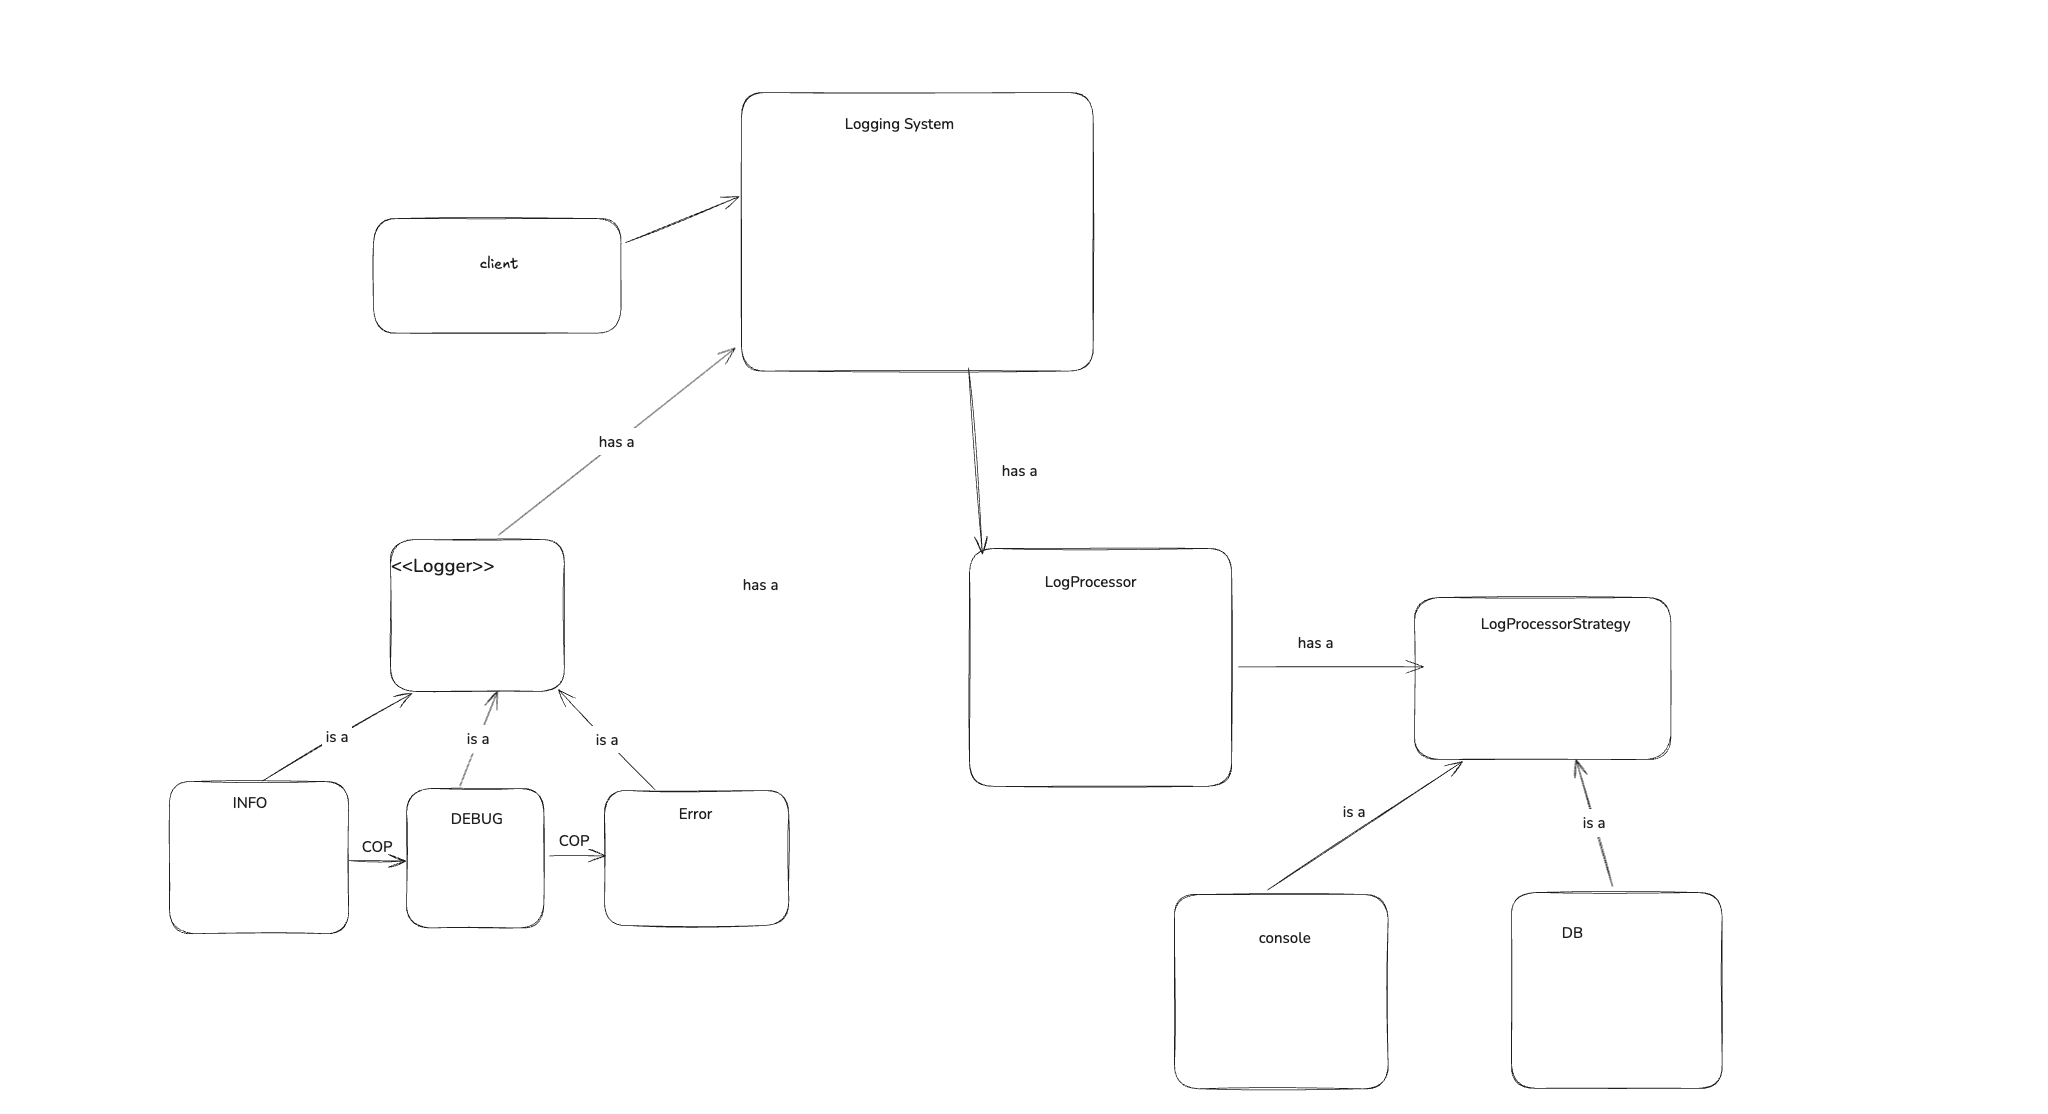 Logging System
client
has a
has a
<<Logger>>
has a
LogProcessor
has a
LogProcessorStrategy
is a
is a
is a
INFO
DEBUG
Error
COP
COP
is a
is a
console
DB